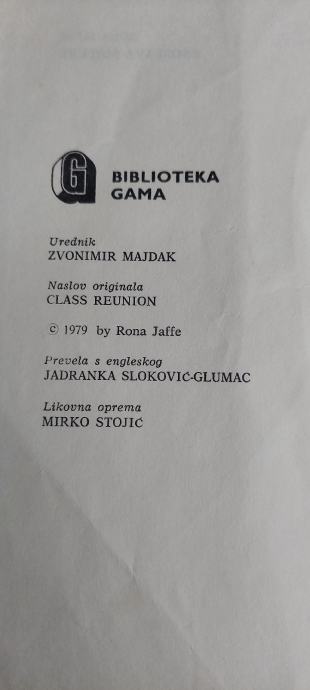 G
BIBLIOTEKA
GAMA
Urednik
ZVONIMIR MAJDAK
Naslov originala
CLASS REUNION
© 1979 by Rona Jaffe
Prevela s engleskog
JADRANKA SLOKOVIĆ-GLUMAC
Likovna oprema
MIRKO STOJIĆ